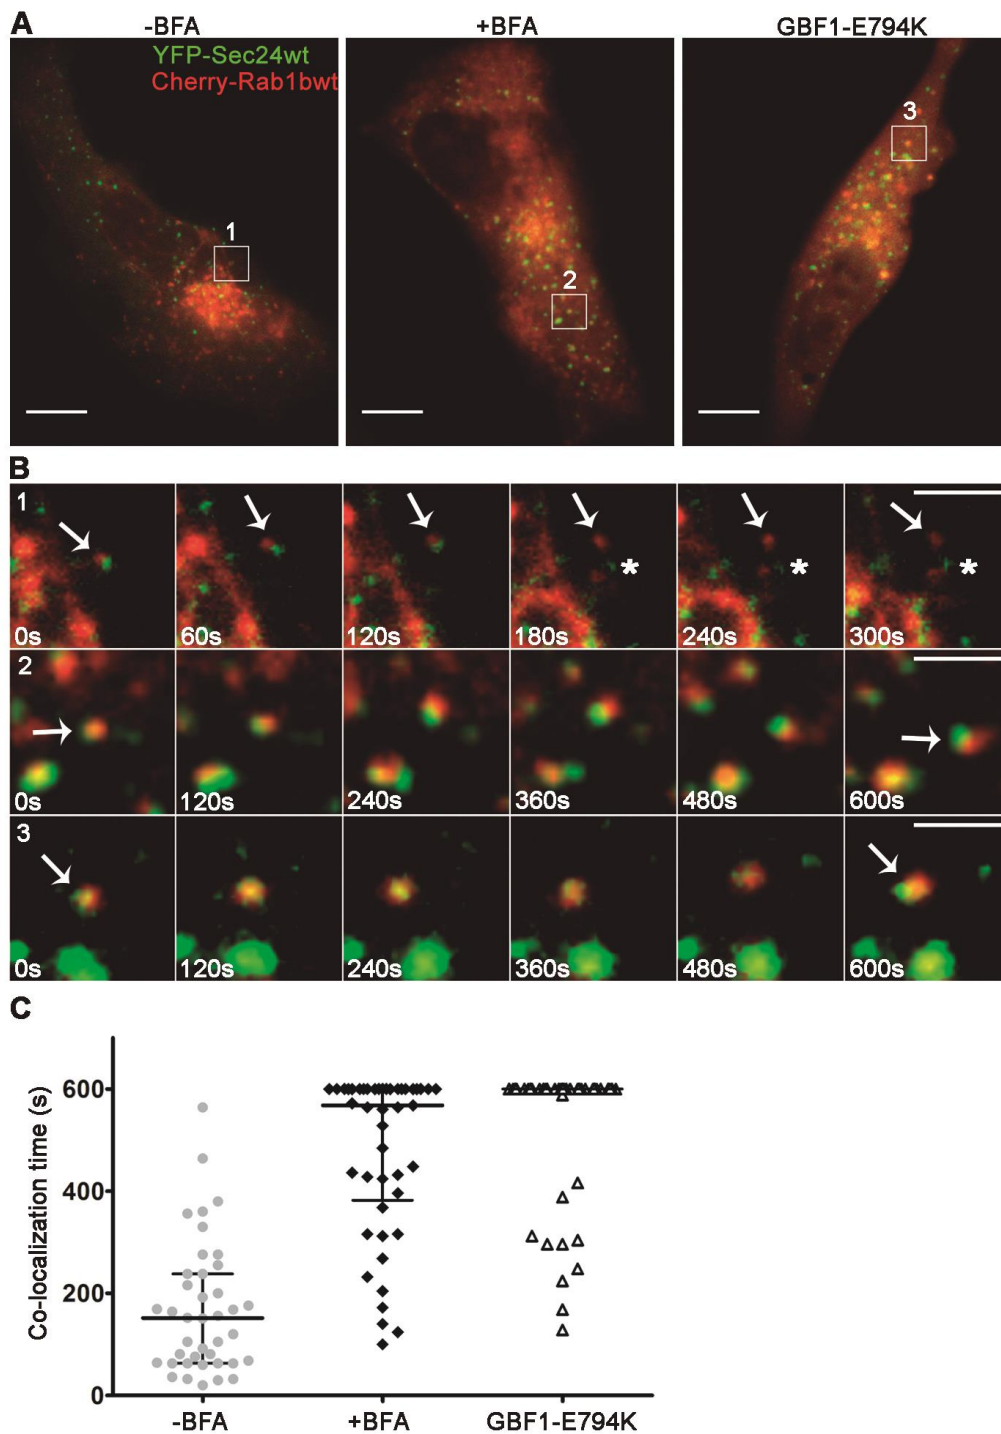 A
-BFA
+BFA
GBF1-E794K
YFP-Sec24wt
Cherry-Rab1bwt
1
2
3
B
1
0s
60s
120s
180s
240s
300s
*
*
*
2
0s
120s
240s
360s
480s
600s
3
0s
120s
240s
360s
480s
600s
C
Co-localization time (s)
600
400
200
0
-BFA
+BFA
GBF1-E794K